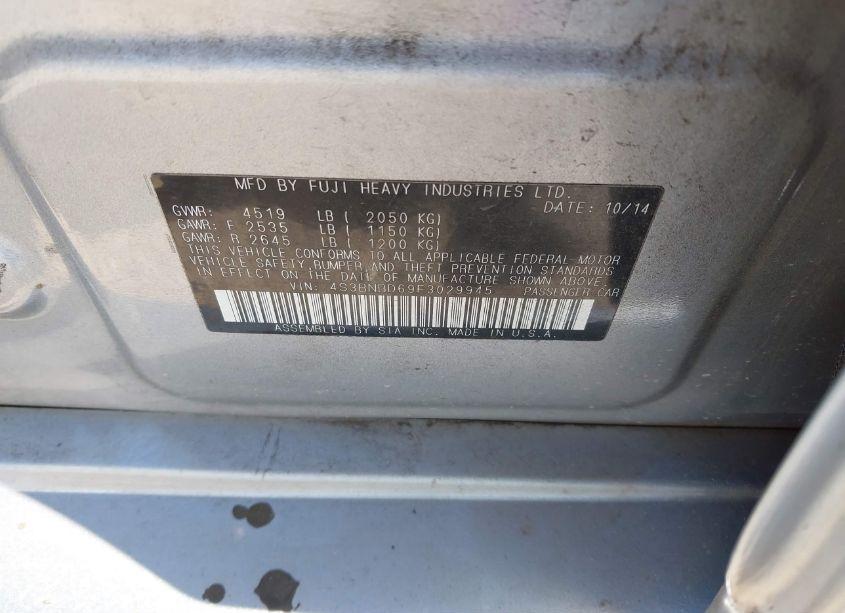 MFD BY FUJI HEAVY INDUSTRIES LTD.
GVWR: 4519 LB ( 2050 KG) DATE: 10/14
GAWR: F 2535 LB ( 1150 KG)
GAWR: R 2645 LB ( 1200 KG)
THIS VEHICLE CONFORMS TO ALL APPLICABLE FEDERAL-MOTOR
VEHICLE SAFETY,BUMPER,AND THEFT PREVENTION STANDARDS
IN EFFECT ON THE DATE OF MANUFACTURE SHOWN ABOVE.
VIN: 4S3BNBD69F3029945 PASSENGER CAR
ASSEMBLED BY SIA INC. MADE IN U.S.A.